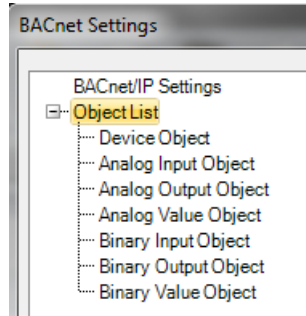 BACnet Settings
BACnet/IP Settings
Object List
Device Object
Analog Input Object
Analog Output Object
Analog Value Object
Binary Input Object
Binary Output Object
Binary Value Object